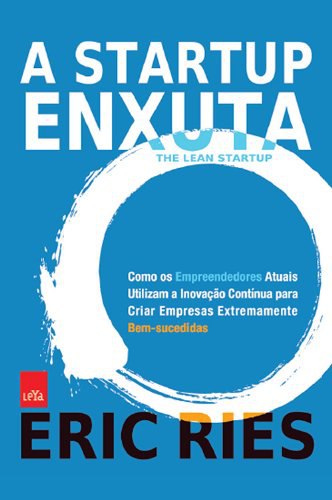 A STARTUP
ENXUTA
THE LEAN STARTUP
Como os Empreendedores Atuais
Utilizam a Inovação Contínua para
Criar Empresas Extremamente
Bem-sucedidas
LeYa
ERIC RIES